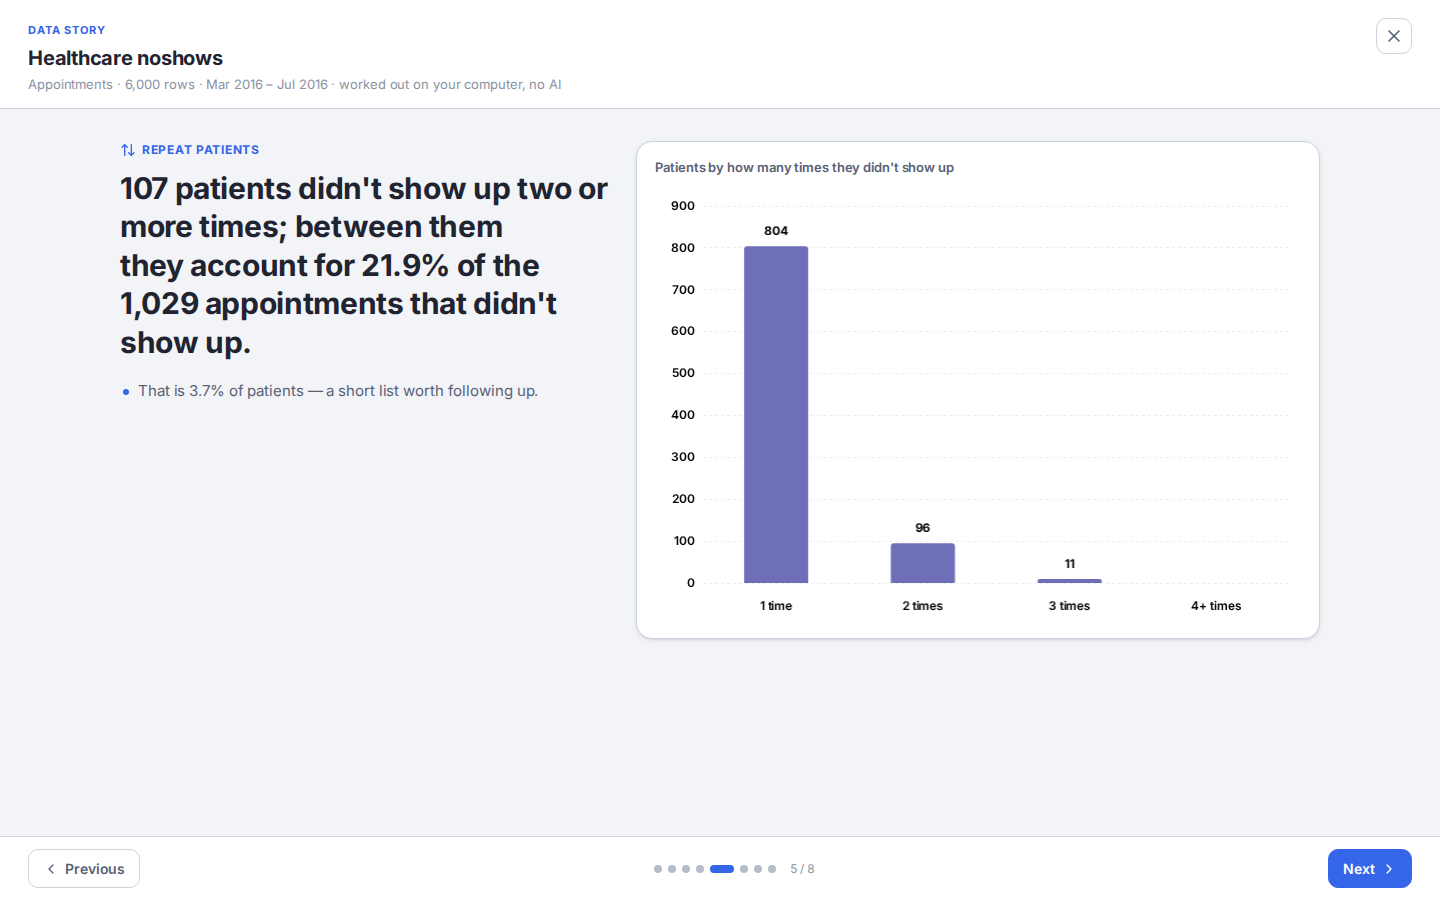 DATA STORY
Healthcare noshows
Appointments · 6,000 rows · Mar 2016 – Jul 2016 · worked out on your computer, no AI
REPEAT PATIENTS
107 patients didn't show up two or
more times; between them
they account for 21.9% of the
1,029 appointments that didn't
show up.
That is 3.7% of patients — a short list worth following up.
Patients by how many times they didn't show up
900
800
700
600
500
400
300
200
100
0
804
96
11
1 time
2 times
3 times
4+ times
Previous
5 / 8
Next